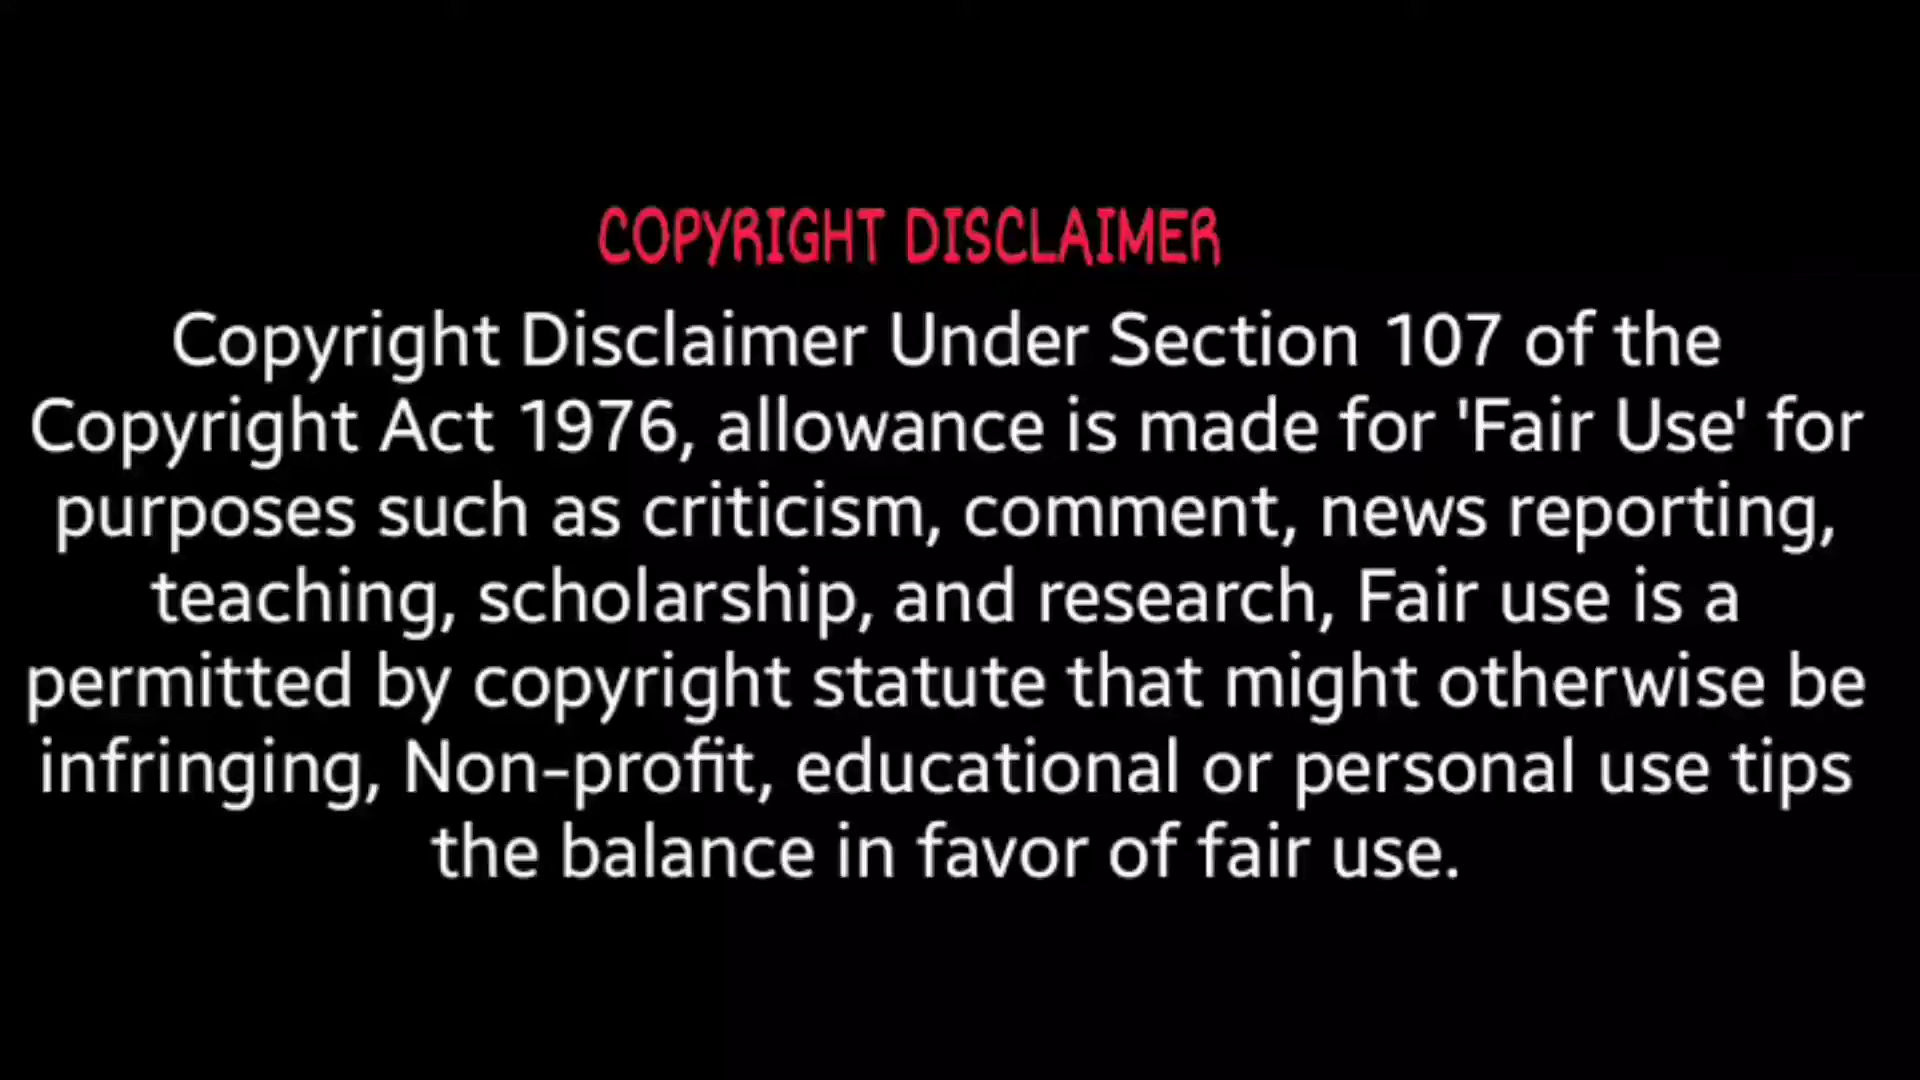 COPYRIGHT DISCLAIMER
Copyright Disclaimer Under Section 107 of the
Copyright Act 1976, allowance is made for 'Fair Use' for
purposes such as criticism, comment, news reporting,
teaching, scholarship, and research, Fair use is a
permitted by copyright statute that might otherwise be
infringing, Non-profit, educational or personal use tips
the balance in favor of fair use.